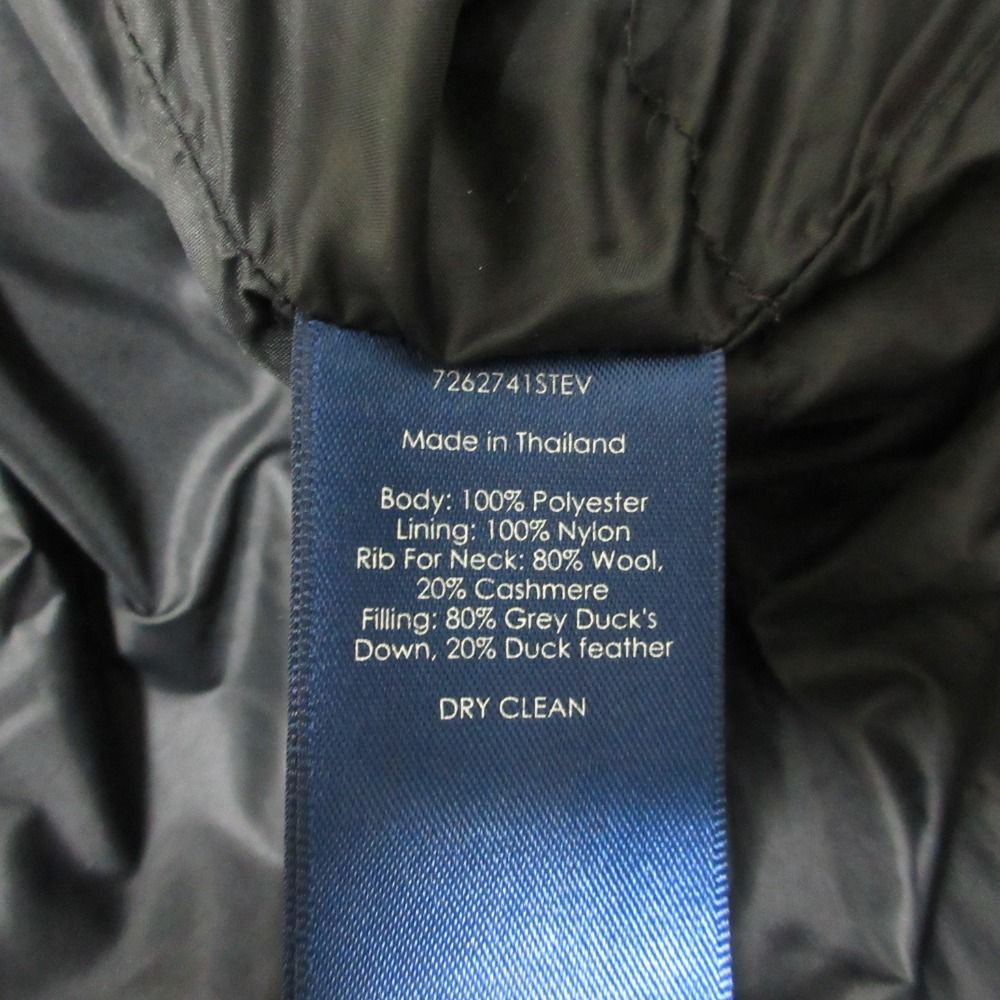 7262741STEV
Made in Thailand
Body: 100% Polyester
Lining: 100% Nylon
Rib For Neck: 80% Wool,
20% Cashmere
Filling: 80% Grey Duck's
Down, 20% Duck feather
DRY CLEAN